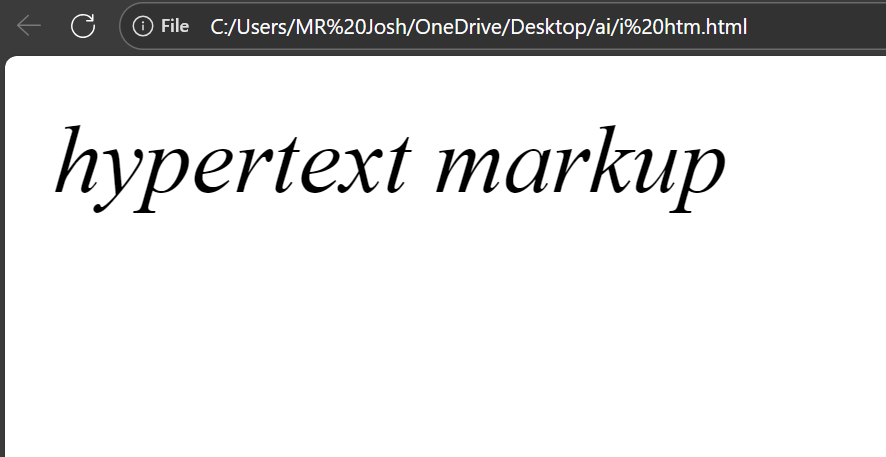 File C:/Users/MR%20Josh/OneDrive/Desktop/ai/i%20htm.html
hypertext markup